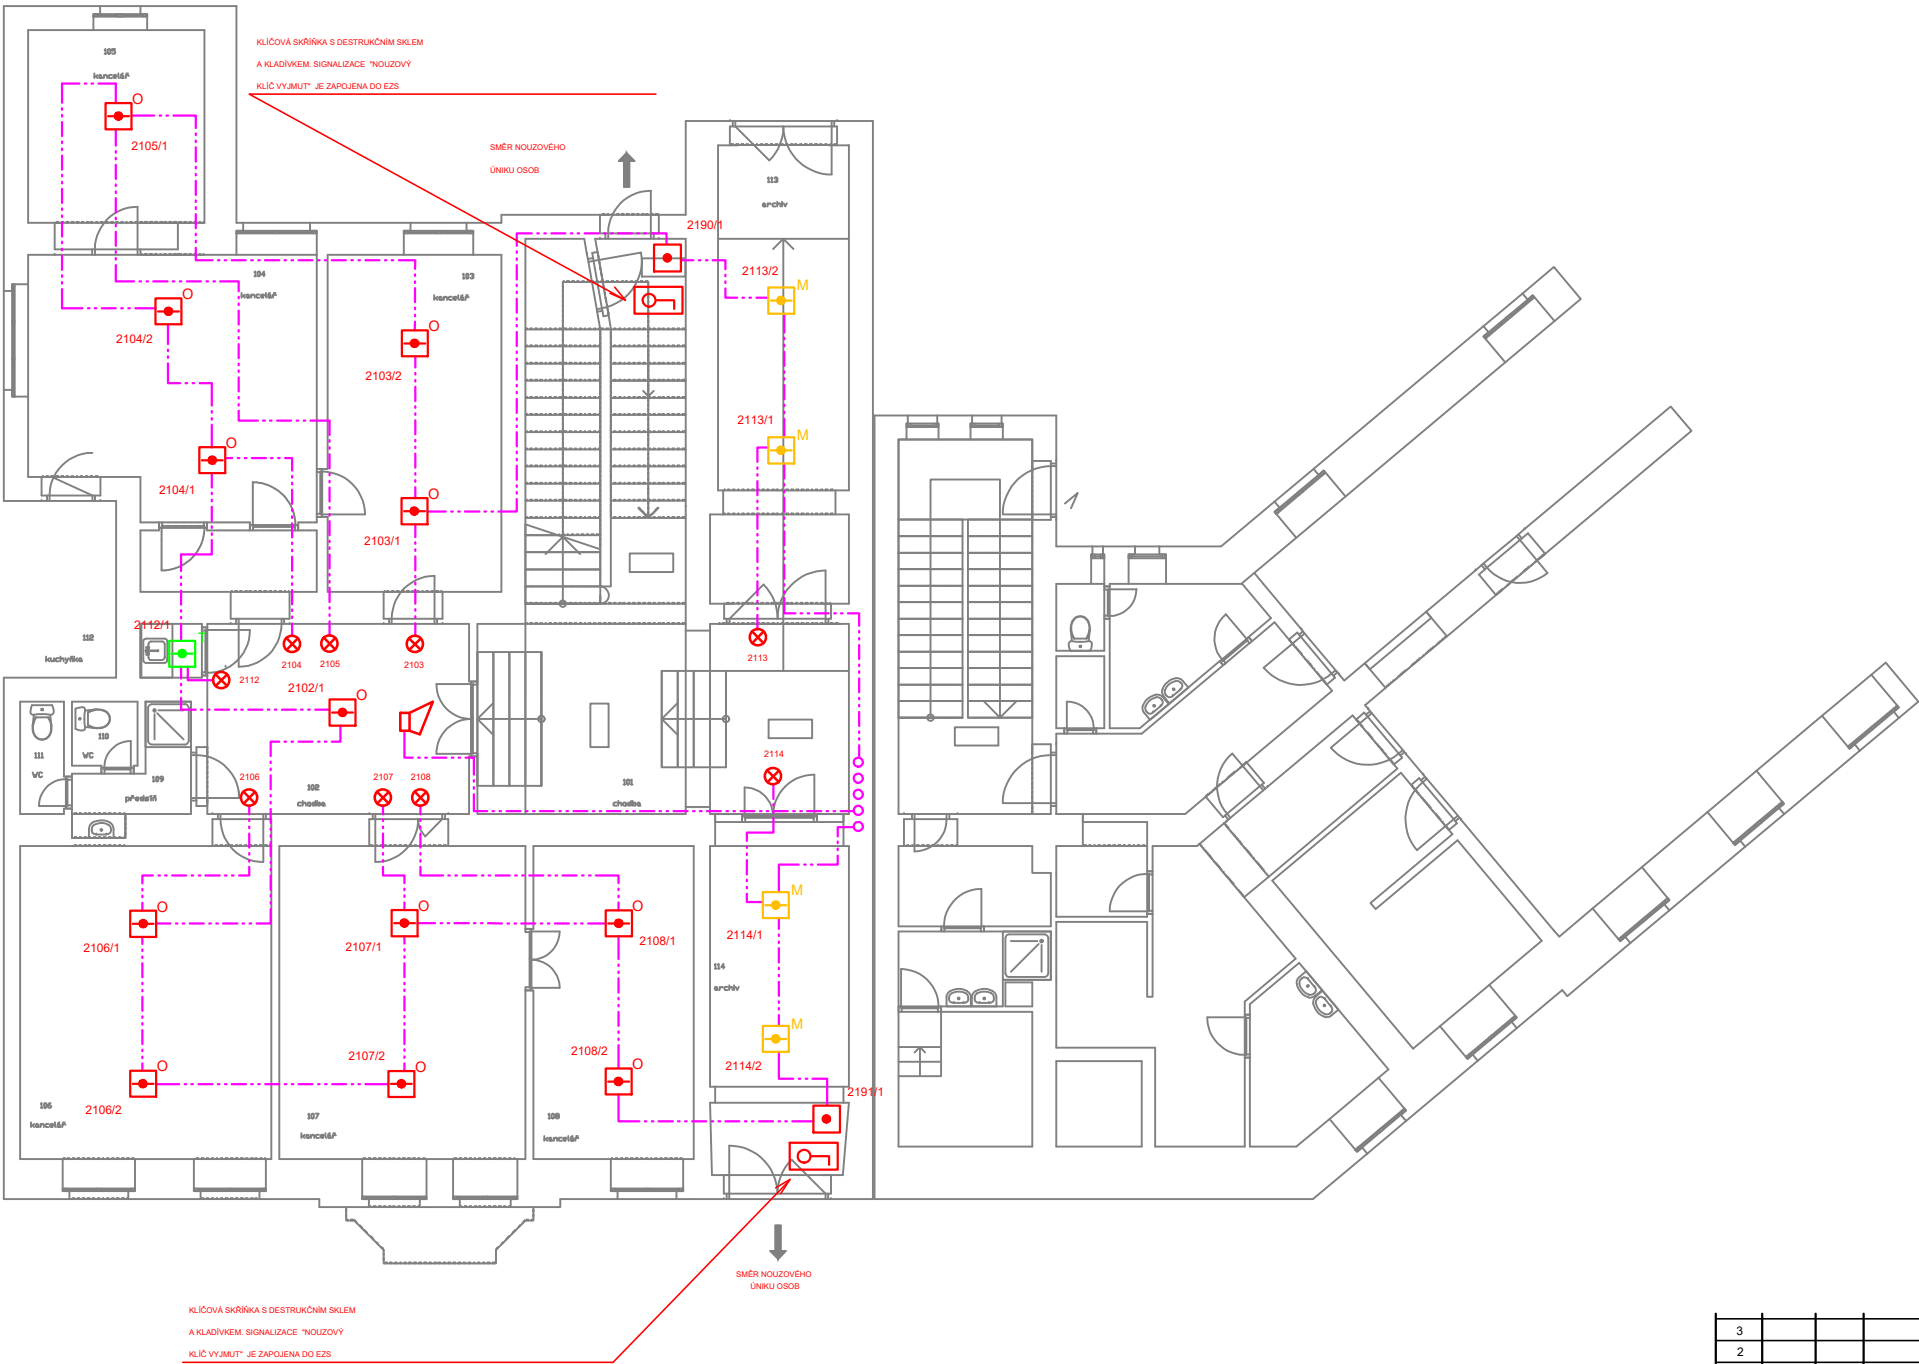 105
kancelář
KLÍČOVÁ SKŘÍŇKA S DESTRUKČNÍM SKLEM
A KLADÍVKEM. SIGNALIZACE "NOUZOVÝ
KLÍČ VYJMUT" JE ZAPOJENA DO EZS
O
2105/1
SMĚR NOUZOVÉHO
ÚNIKU OSOB
113
archiv
2190/1
2113/2
M
104
kancelář
103
kancelář
O
2104/2
O
2103/2
2113/1
M
O
2104/1
O
2103/1
2112/1
T
112
kuchyňka
2104
2105
2103
2113
2112
2102/1
O
111
WC
110
WC
109
předsíň
2106
102
chodba
2107
2108
101
chodba
2114
O
2106/1
O
2107/1
O
2108/1
M
2114/1
114
archiv
M
2114/2
O
2106/2
2107/2
O
2108/2
O
2191/1
106
kancelář
107
kancelář
108
kancelář
SMĚR NOUZOVÉHO
ÚNIKU OSOB
KLÍČOVÁ SKŘÍŇKA S DESTRUKČNÍM SKLEM
A KLADÍVKEM. SIGNALIZACE "NOUZOVÝ
KLÍČ VYJMUT" JE ZAPOJENA DO EZS
3
2